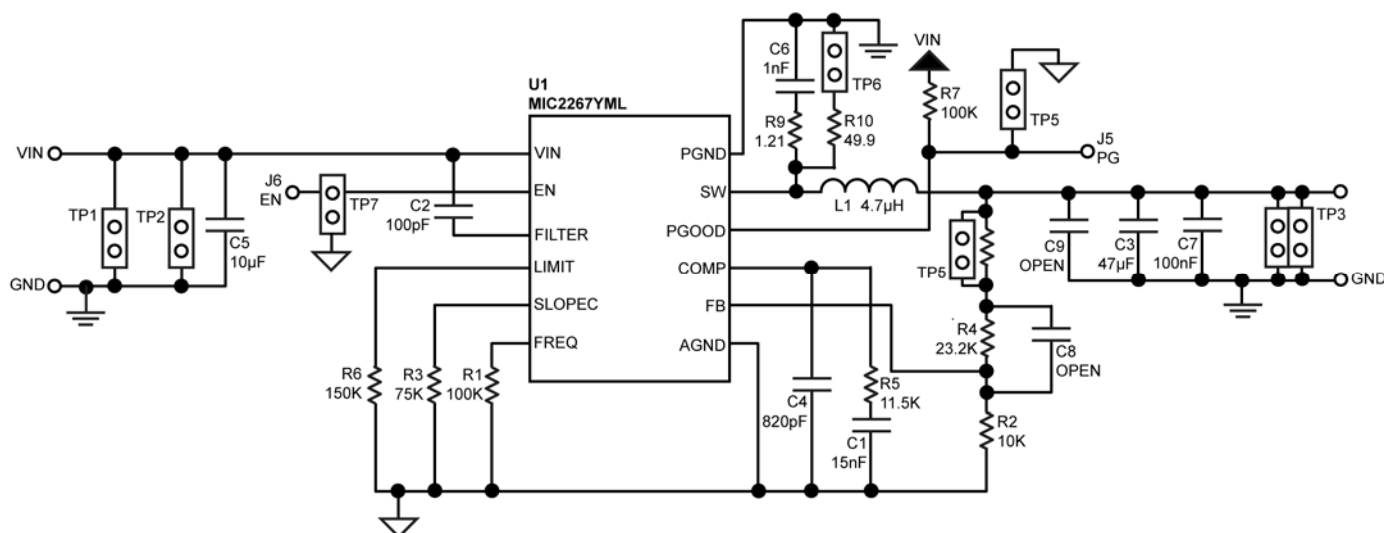 VIN
GND
TP1
TP2
C5
10µF
J6
EN
TP7
C2
100pF
R6
150K
R3
75K
R1
100K
U1
MIC2267YML
VIN
EN
FILTER
LIMIT
SLOPEC
FREQ
PGND
SW
PGOOD
COMP
FB
AGND
C6
1nF
R9
1.21
TP6
R10
49.9
L1 4.7µH
VIN
R7
100K
TP5
J5
PG
C4
820pF
R5
11.5K
C1
15nF
TP5
R4
23.2K
C8
OPEN
R2
10K
C9
OPEN
C3
47µF
C7
100nF
TP3
GND